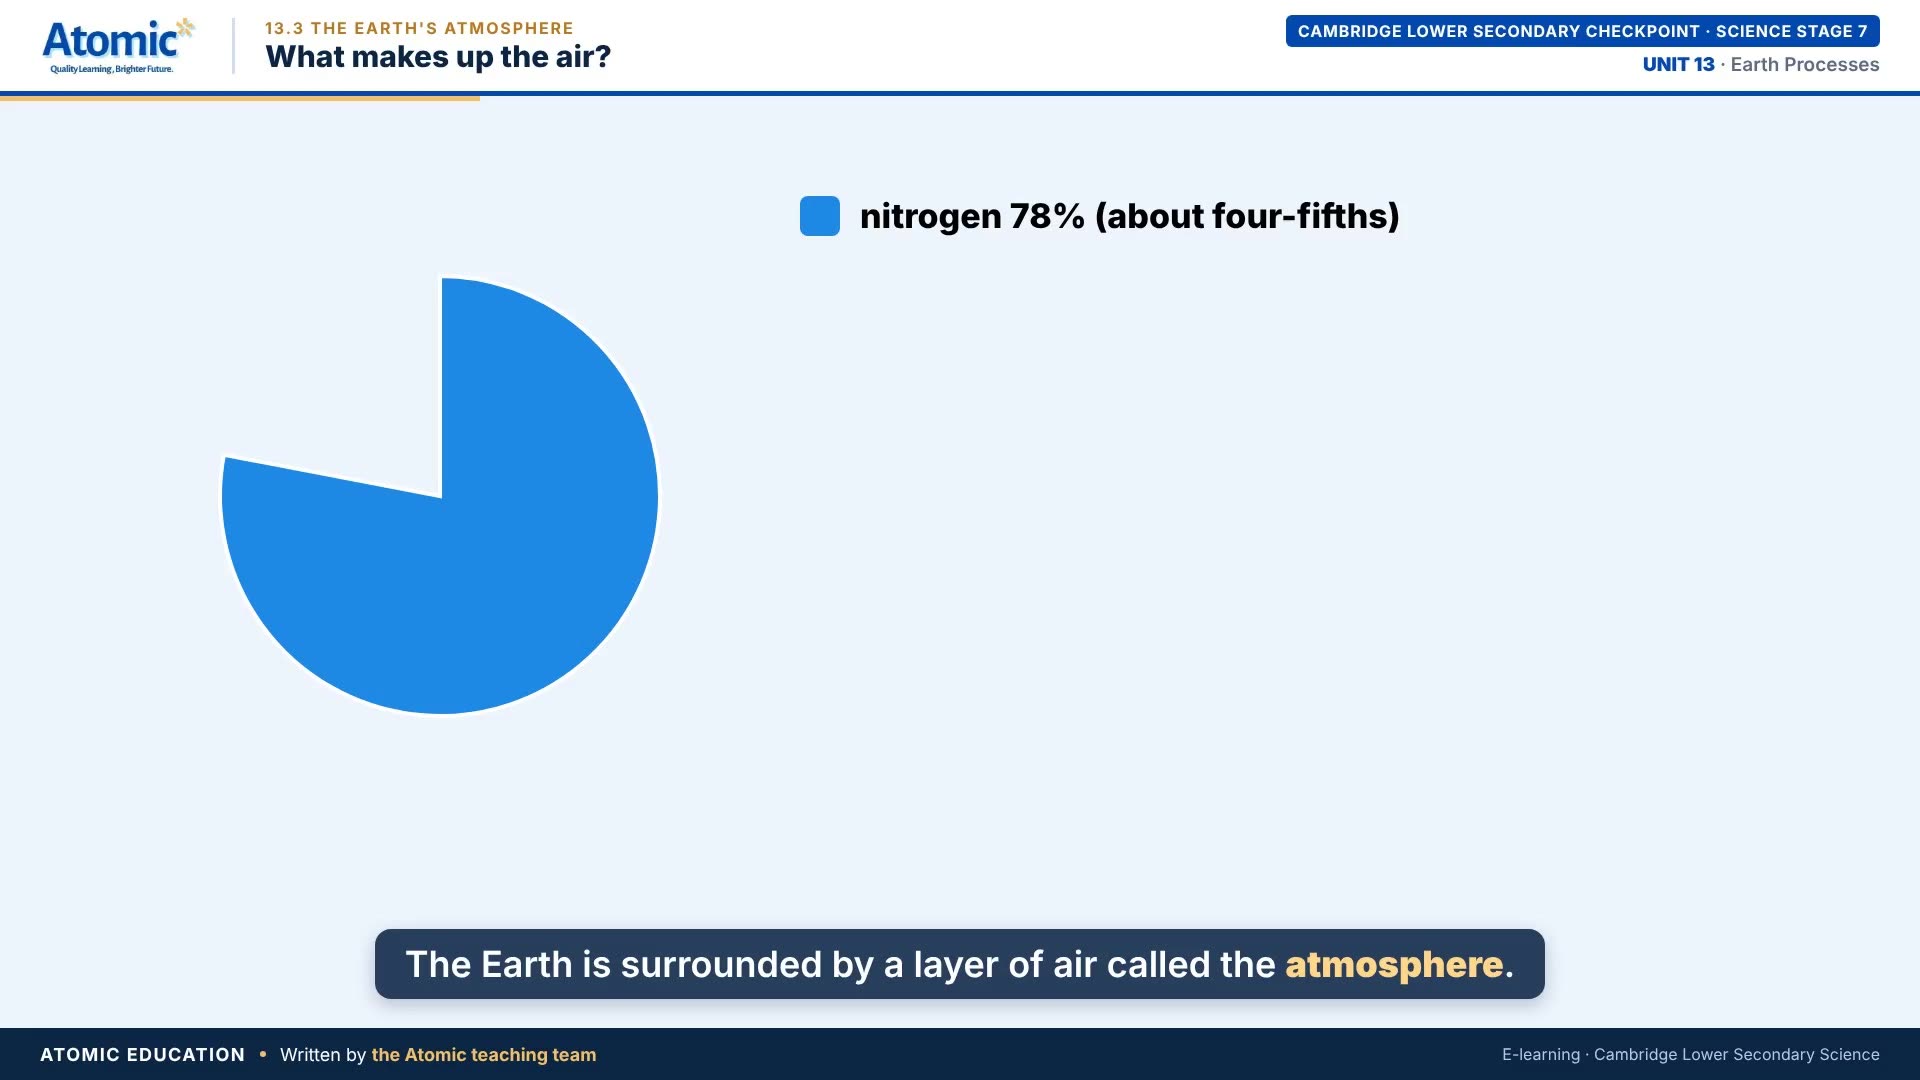 Atomic
Quality Learning, Brighter Future.
13.3 THE EARTH'S ATMOSPHERE
What makes up the air?
CAMBRIDGE LOWER SECONDARY CHECKPOINT · SCIENCE STAGE 7
UNIT 13 · Earth Processes
nitrogen 78% (about four-fifths)
The Earth is surrounded by a layer of air called the atmosphere.
ATOMIC EDUCATION • Written by the Atomic teaching team
E-learning · Cambridge Lower Secondary Science